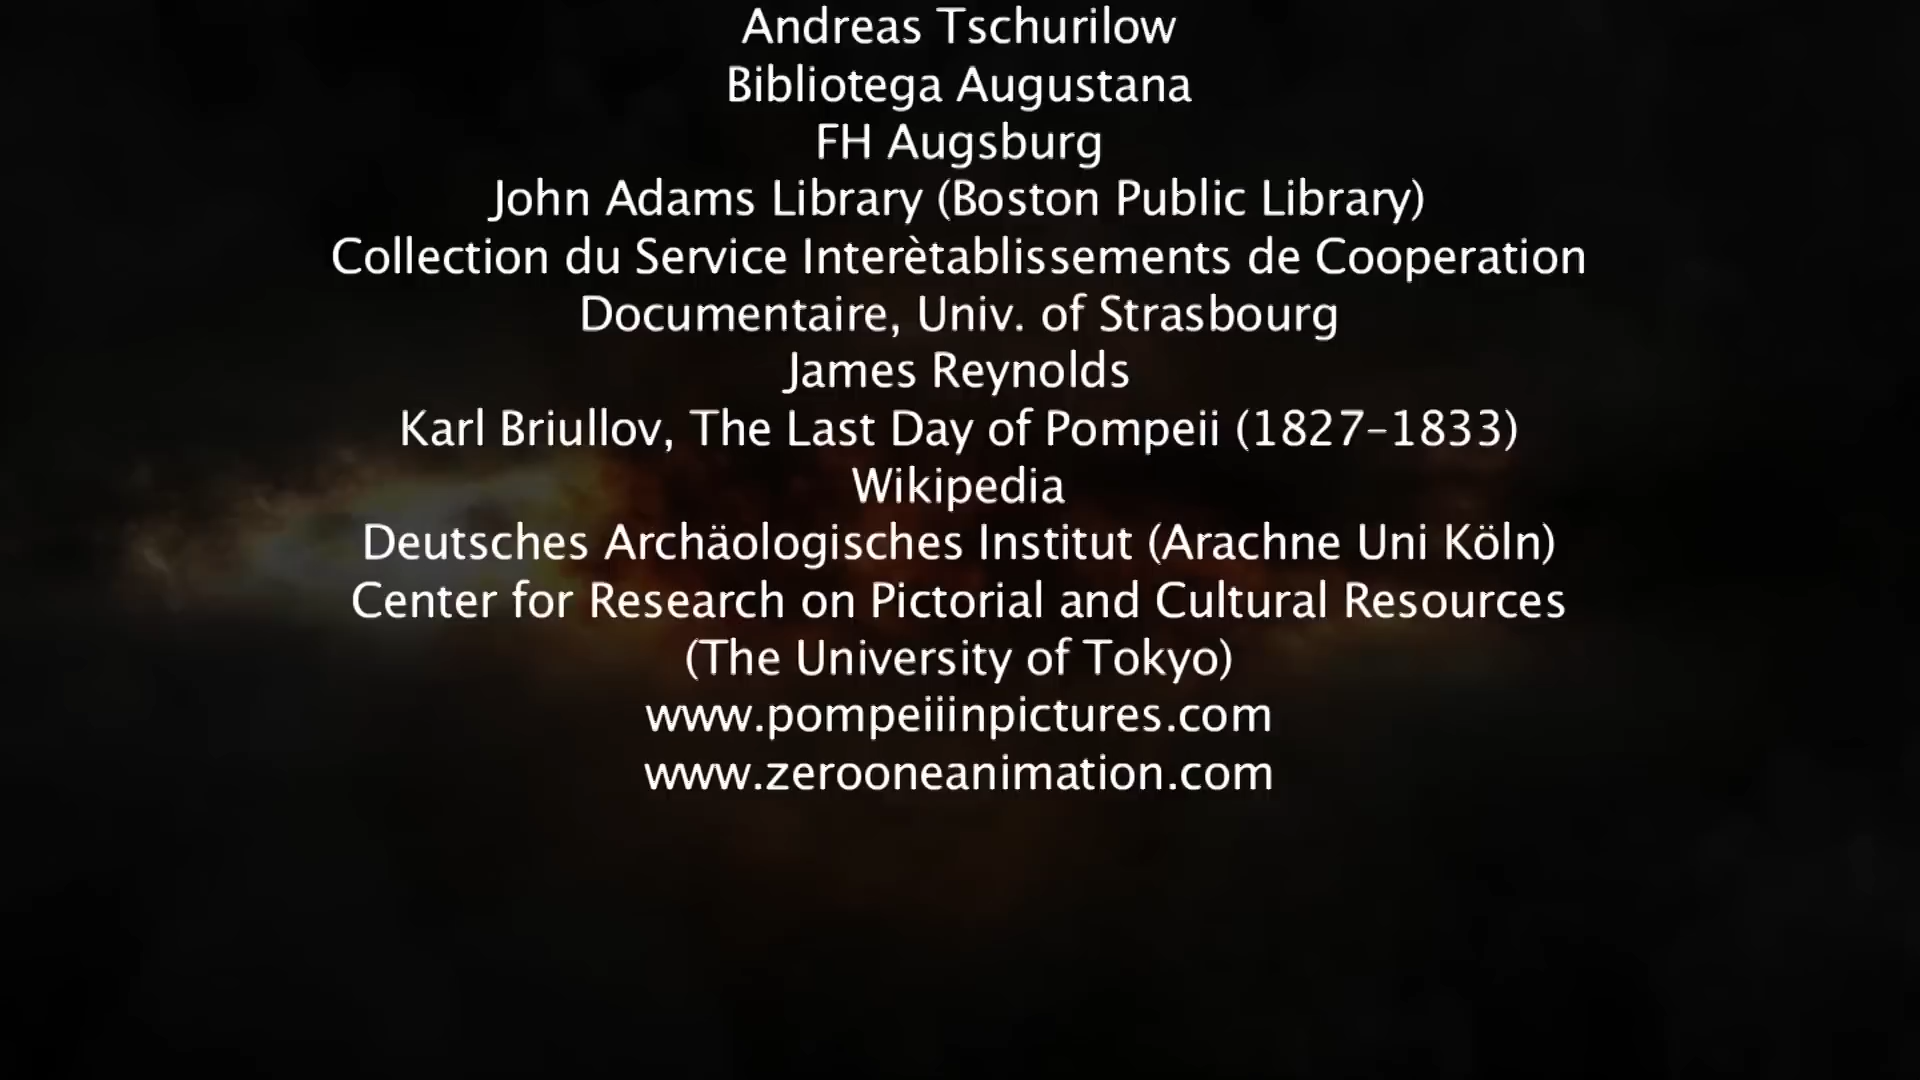 Andreas Tschurilow
Bibliotega Augustana
FH Augsburg
John Adams Library (Boston Public Library)
Collection du Service Interètablissements de Cooperation
Documentaire, Univ. of Strasbourg
James Reynolds
Karl Briullov, The Last Day of Pompeii (1827–1833)
Wikipedia
Deutsches Archäologisches Institut (Arachne Uni Köln)
Center for Research on Pictorial and Cultural Resources
(The University of Tokyo)
www.pompeiiinpictures.com
www.zerooneanimation.com